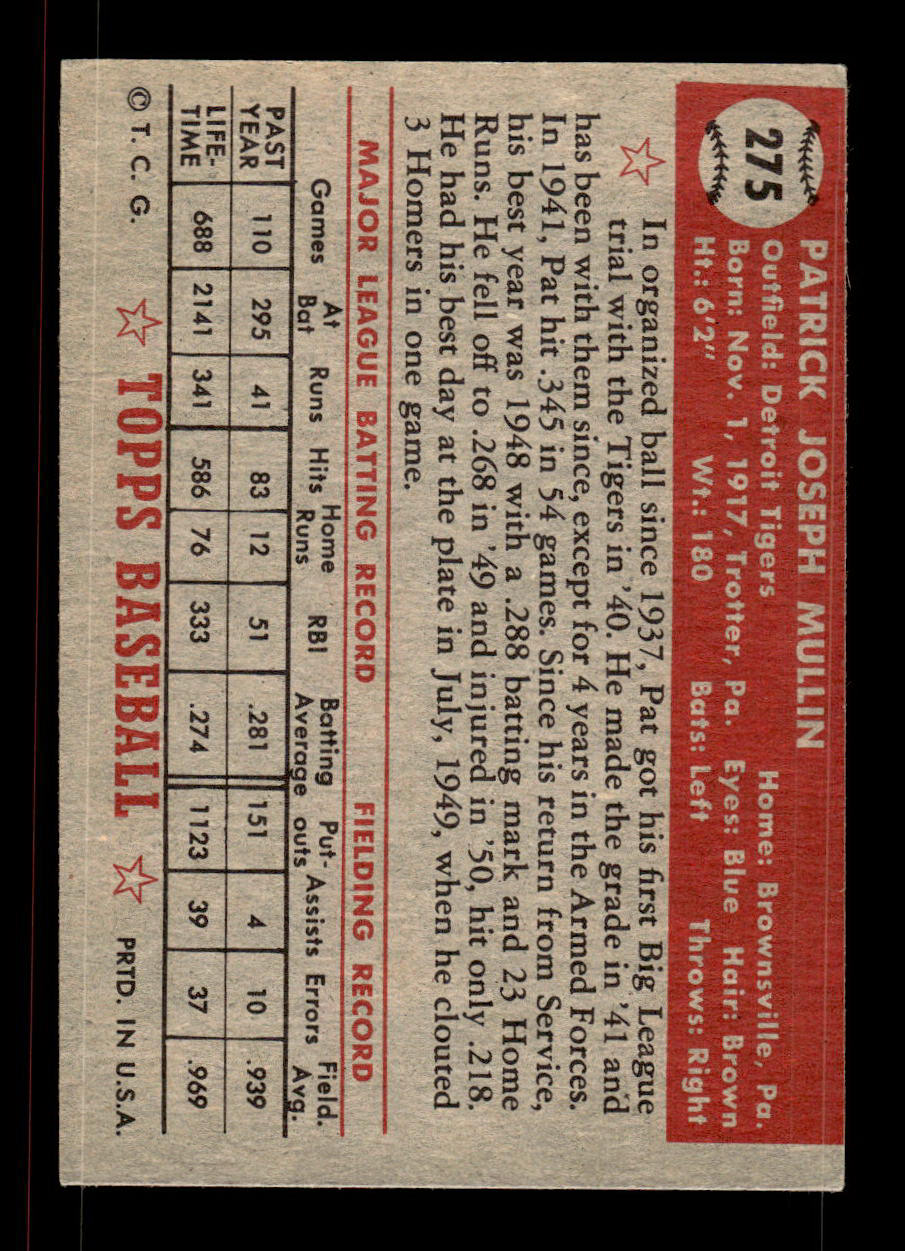 275
PATRICK JOSEPH MULLIN
Outfield: Detroit Tigers Home: Brownsville, Pa.
Born: Nov. 1, 1917, Trotter, Pa. Eyes: Blue Hair: Brown
Ht.: 6'2" Wt.: 180 Bats: Left Throws: Right
In organized ball since 1937, Pat got his first Big League
trial with the Tigers in '40. He made the grade in '41 and
has been with them since, except for 4 years in the Armed Forces.
In 1941, Pat hit .345 in 54 games. Since his return from Service,
his best year was 1948 with a .288 batting mark and 23 Home
Runs. He fell off to .268 in '49 and injured in '50, hit only .218.
He had his best day at the plate in July, 1949, when he clouted
3 Homers in one game.
MAJOR LEAGUE BATTING RECORD FIELDING RECORD
Games At Bat Runs Hits Home Runs RBI Batting Average Put-outs Assists Errors Field. Avg.
PAST YEAR 110 295 41 83 12 51 .281 151 4 10 .939
LIFE-TIME 688 2141 341 586 76 333 .274 1123 39 37 .969
© T. C. G. TOPPS BASEBALL PRTD. IN U.S.A.